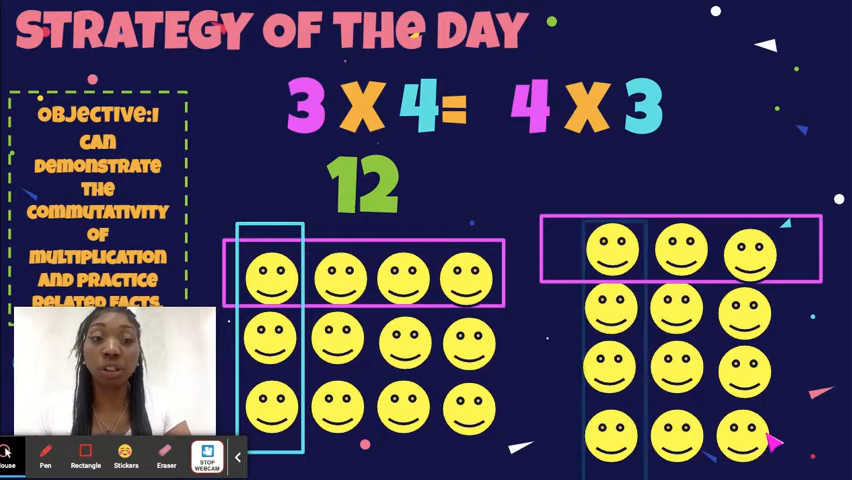 STRATEGY OF THE DAY
3 x 4= 4 x 3
12
OBJECTIVE:I
CAN
DEMONSTRATE
THE
COMMUTATIVITY
OF
MULTIPLICATION
AND PRACTICE
RELATED FACTS.
Mouse
Pen
Rectangle
Stickers
Eraser
STOP
WEBCAM